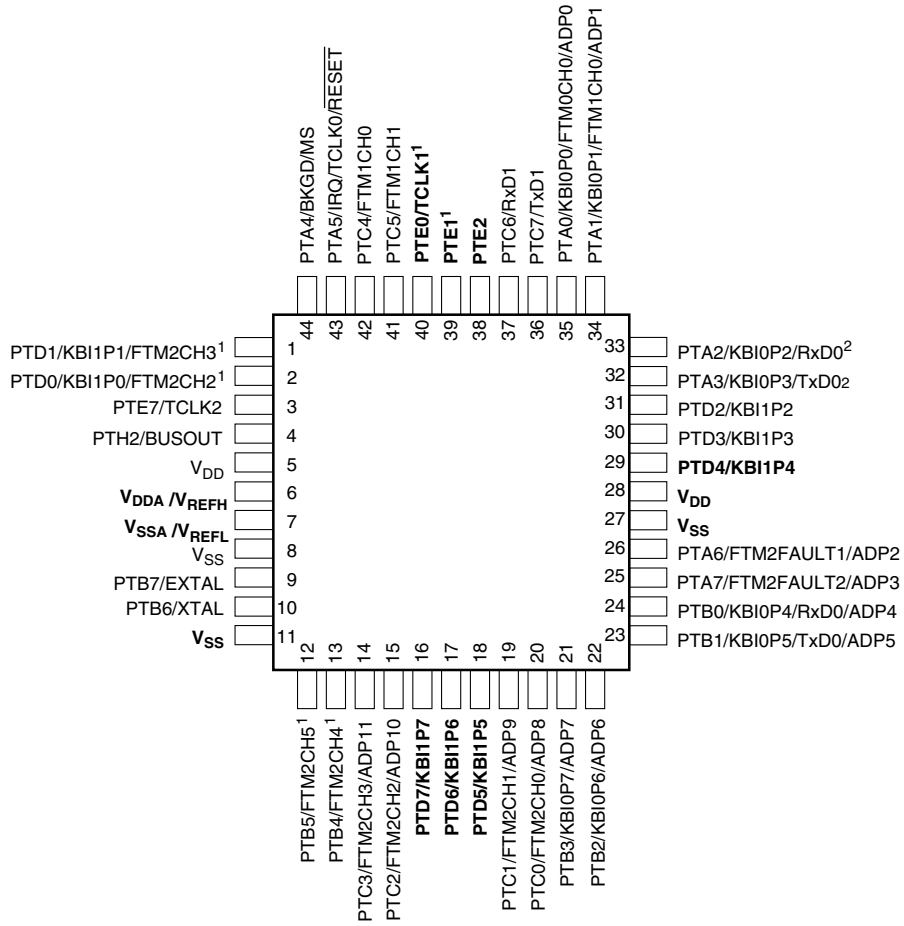 PTA4/BKGD/MS
PTA5/IRQ/TCLK0/RESET
PTC4/FTM1CH0
PTC5/FTM1CH1
PTE0/TCLK1¹
PTE1¹
PTE2
PTC6/RxD1
PTC7/TxD1
PTA0/KBI0P0/FTM0CH0/ADP0
PTA1/KBI0P1/FTM1CH0/ADP1
44 43 42 41 40 39 38 37 36 35 34
PTD1/KBI1P1/FTM2CH3¹ 1
PTD0/KBI1P0/FTM2CH2¹ 2
PTE7/TCLK2 3
PTH2/BUSOUT 4
VDD 5
VDDA /VREFH 6
VSSA /VREFL 7
VSS 8
PTB7/EXTAL 9
PTB6/XTAL 10
VSS 11
33 PTA2/KBI0P2/RxD0²
32 PTA3/KBI0P3/TxD02
31 PTD2/KBI1P2
30 PTD3/KBI1P3
29 PTD4/KBI1P4
28 VDD
27 VSS
26 PTA6/FTM2FAULT1/ADP2
25 PTA7/FTM2FAULT2/ADP3
24 PTB0/KBI0P4/RxD0/ADP4
23 PTB1/KBI0P5/TxD0/ADP5
12 13 14 15 16 17 18 19 20 21 22
PTB5/FTM2CH5¹
PTB4/FTM2CH4¹
PTC3/FTM2CH3/ADP11
PTC2/FTM2CH2/ADP10
PTD7/KBI1P7
PTD6/KBI1P6
PTD5/KBI1P5
PTC1/FTM2CH1/ADP9
PTC0/FTM2CH0/ADP8
PTB3/KBI0P7/ADP7
PTB2/KBI0P6/ADP6